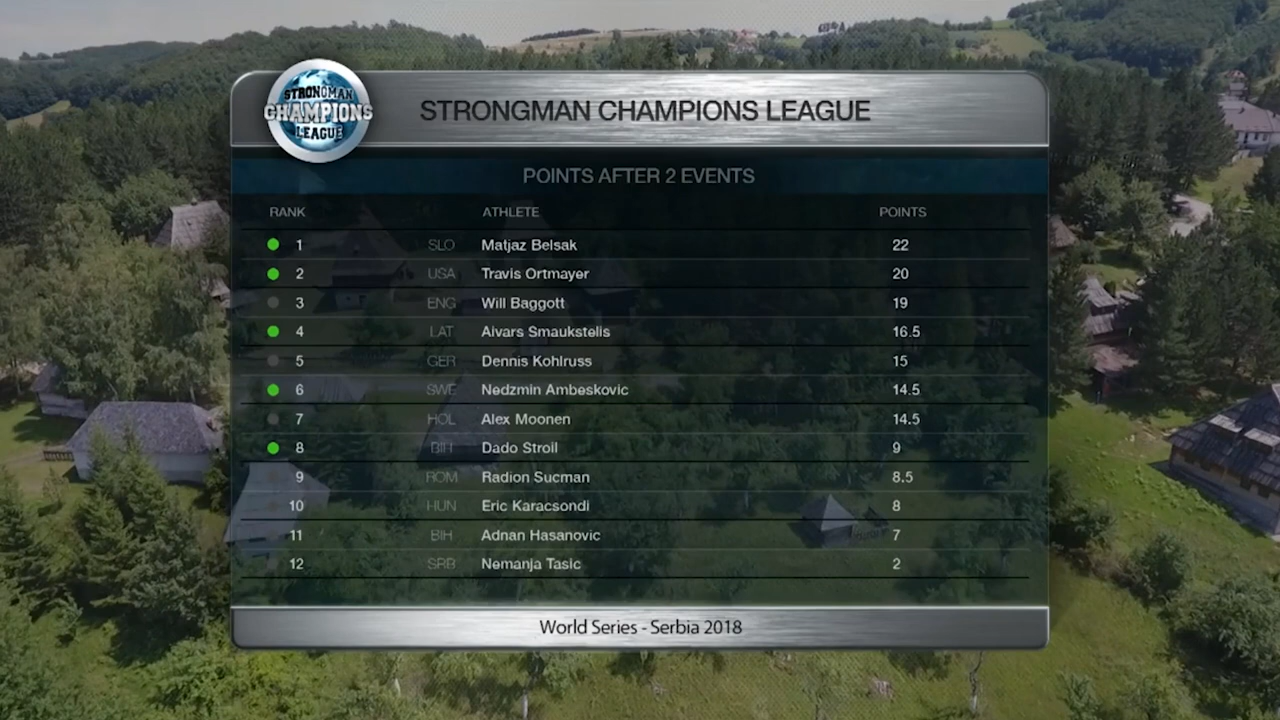 STRONGMAN
CHAMPIONS
LEAGUE
STRONGMAN CHAMPIONS LEAGUE
POINTS AFTER 2 EVENTS
RANK ATHLETE POINTS
1 SLO Matjaz Belsak 22
2 USA Travis Ortmayer 20
3 ENG Will Baggott 19
4 LAT Aivars Smaukstelis 16.5
5 GER Dennis Kohlruss 15
6 SWE Nedzmin Ambeskovic 14.5
7 HOL Alex Moonen 14.5
8 BIH Dado Stroil 9
9 ROM Radion Sucman 8.5
10 HUN Eric Karacsondi 8
11 BIH Adnan Hasanovic 7
12 SRB Nemanja Tasic 2
World Series - Serbia 2018